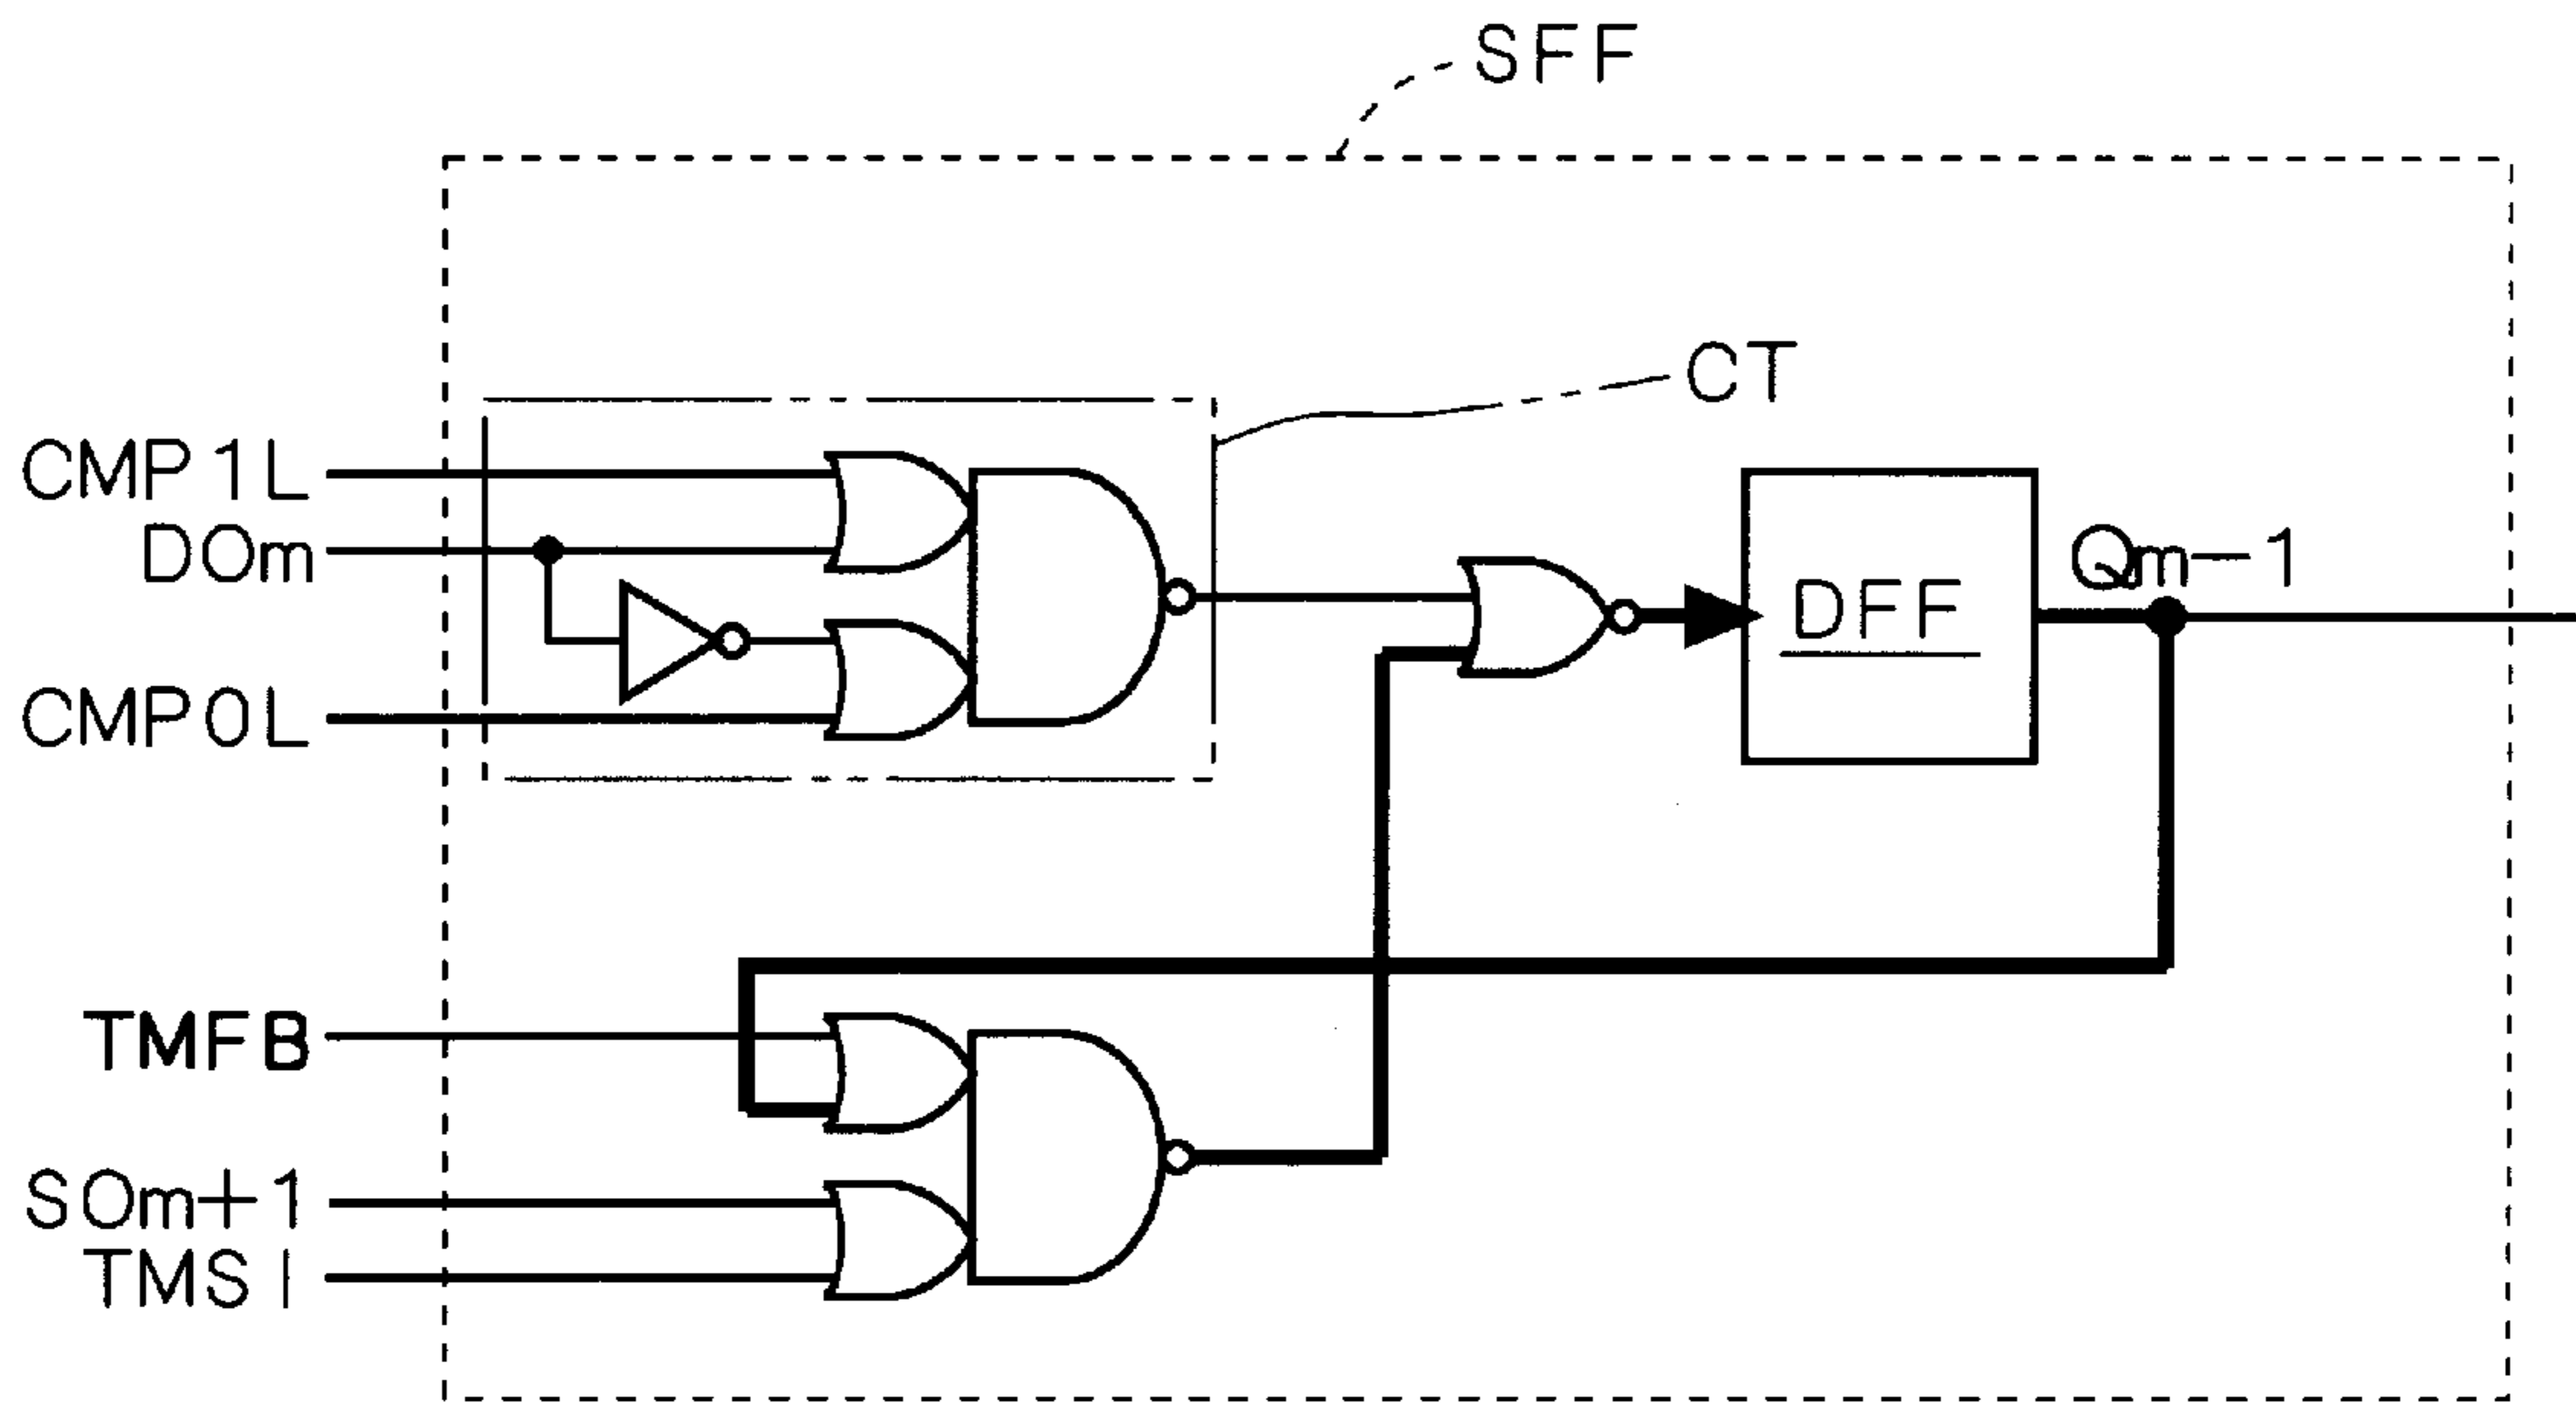 SFF
CT
CMP1L
DOm
CMP0L
DFF
Qm-1
TMFB
SOm+1
TMSI